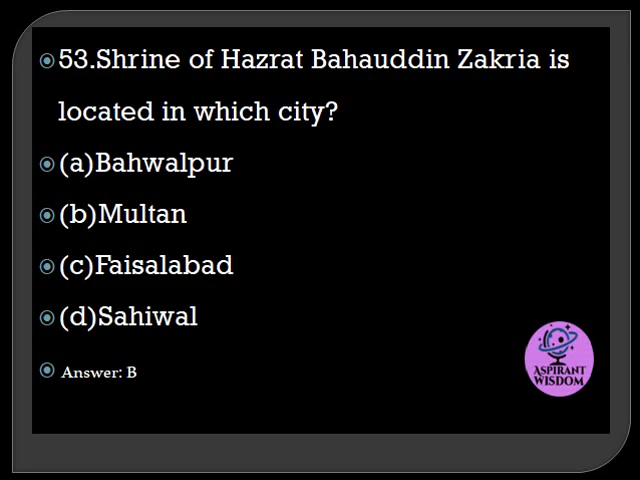 53.Shrine of Hazrat Bahauddin Zakria is
located in which city?
(a)Bahwalpur
(b)Multan
(c)Faisalabad
(d)Sahiwal
Answer: B
ASPIRANT
WISDOM